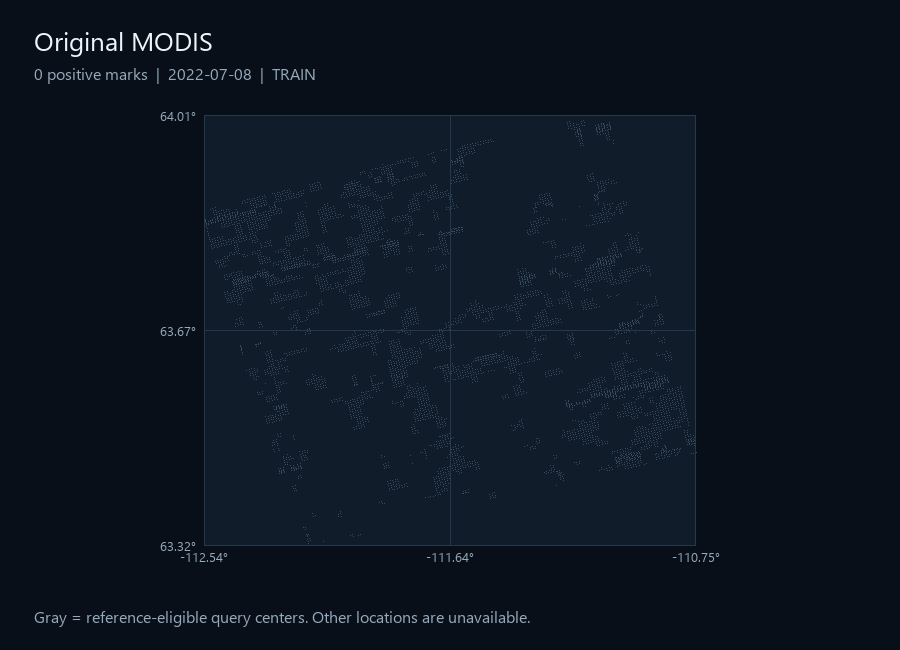 Original MODIS
0 positive marks | 2022-07-08 | TRAIN
64.01°
63.67°
63.32°
-112.54°
-111.64°
-110.75°
Gray = reference-eligible query centers. Other locations are unavailable.